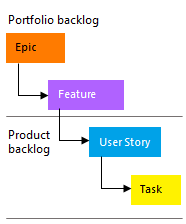 Portfolio backlog
Epic
Feature
Product
backlog
User Story
Task